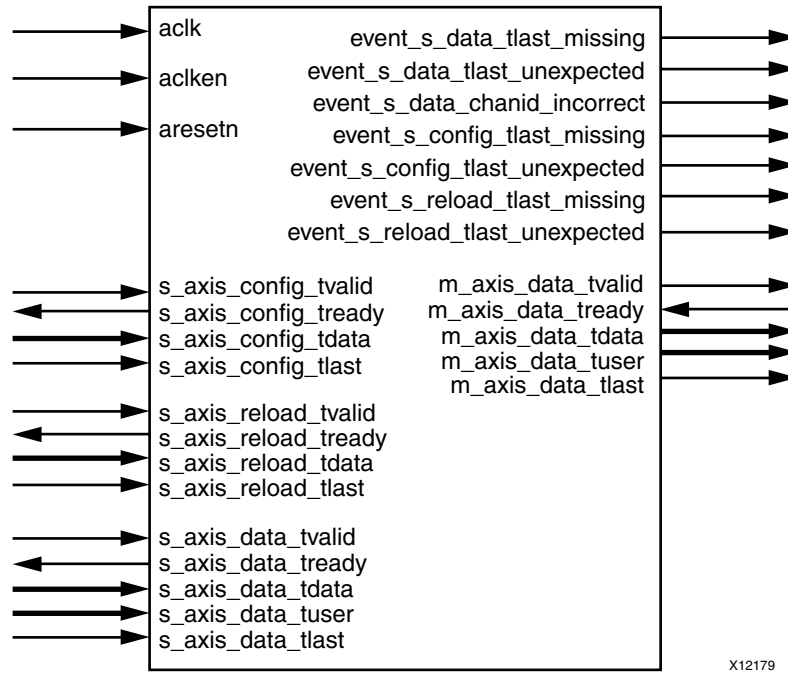 aclk
aclken
aresetn
event_s_data_tlast_missing
event_s_data_tlast_unexpected
event_s_data_chanid_incorrect
event_s_config_tlast_missing
event_s_config_tlast_unexpected
event_s_reload_tlast_missing
event_s_reload_tlast_unexpected
s_axis_config_tvalid
s_axis_config_tready
s_axis_config_tdata
s_axis_config_tlast
m_axis_data_tvalid
m_axis_data_tready
m_axis_data_tdata
m_axis_data_tuser
m_axis_data_tlast
s_axis_reload_tvalid
s_axis_reload_tready
s_axis_reload_tdata
s_axis_reload_tlast
s_axis_data_tvalid
s_axis_data_tready
s_axis_data_tdata
s_axis_data_tuser
s_axis_data_tlast
X12179